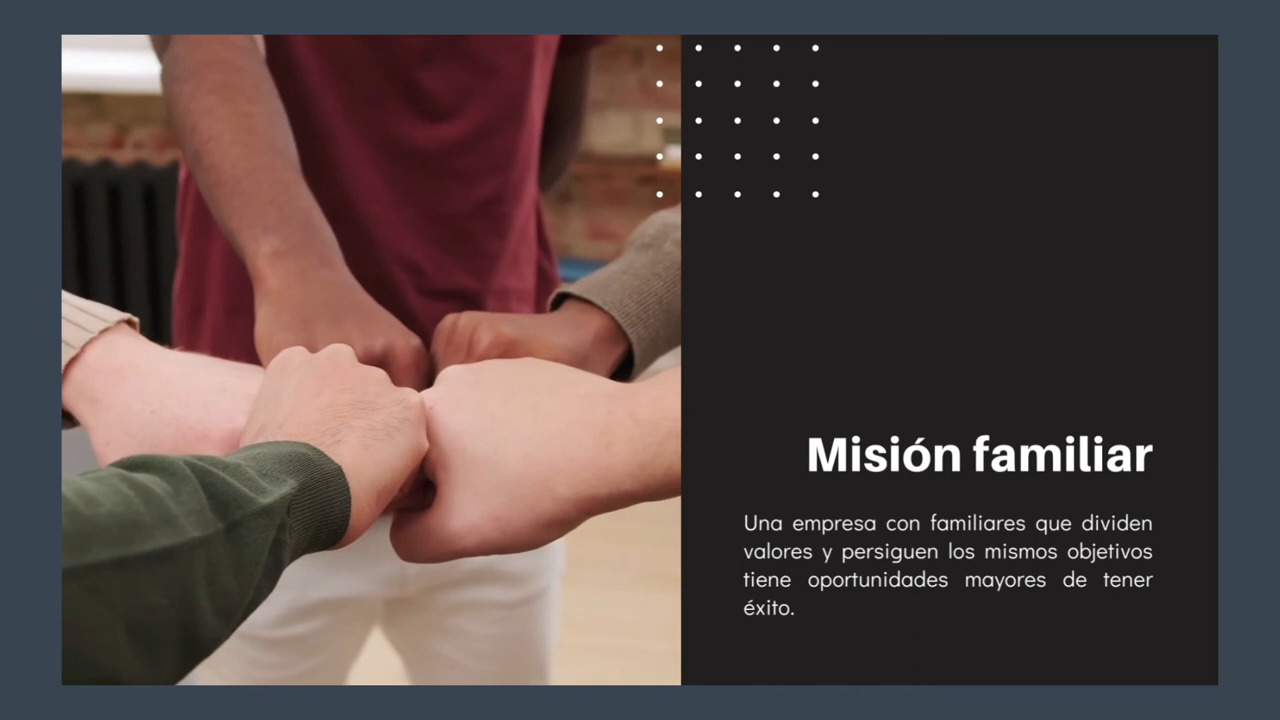 Misión familiar
Una empresa con familiares que dividen
valores y persiguen los mismos objetivos
tiene oportunidades mayores de tener
éxito.